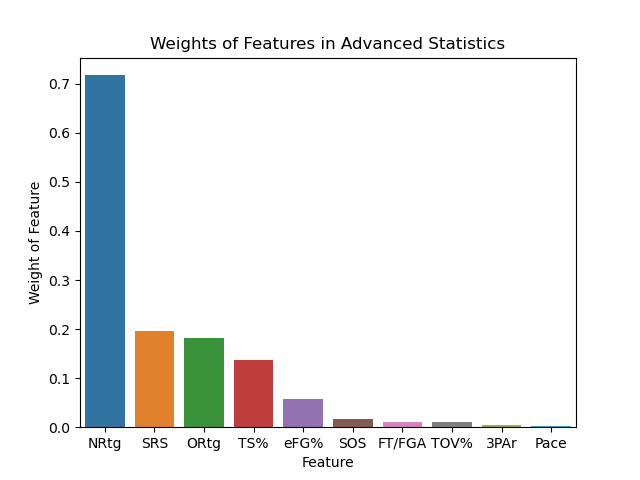 Weights of Features in Advanced Statistics
Weight of Feature
0.7
0.6
0.5
0.4
0.3
0.2
0.1
0.0
NRtg SRS ORtg TS% eFG% SOS FT/FGA TOV% 3PAr Pace
Feature